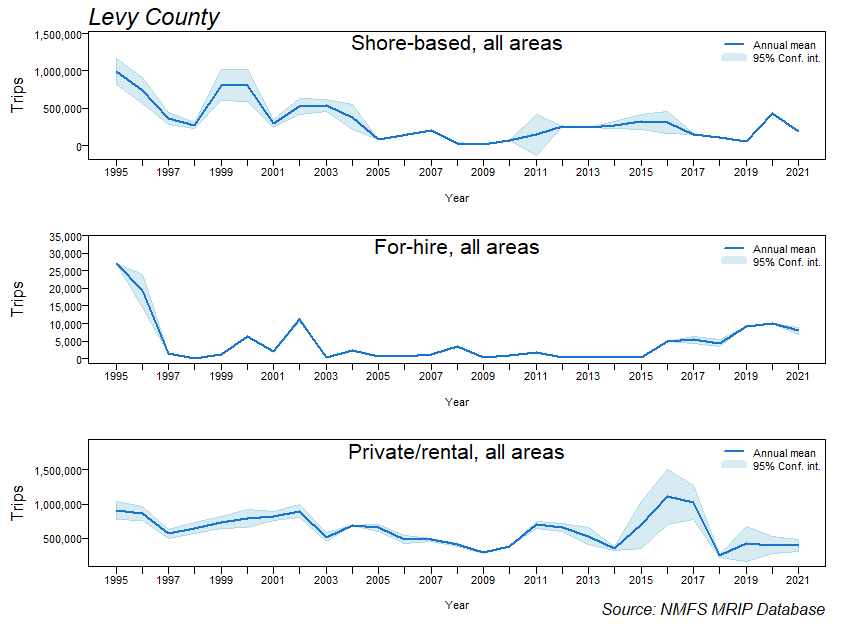 Levy County
Shore-based, all areas
Annual mean
95% Conf. int.
Trips
1,500,000
1,000,000
500,000
0
1995 1997 1999 2001 2003 2005 2007 2009 2011 2013 2015 2017 2019 2021
Year
For-hire, all areas
Annual mean
95% Conf. int.
Trips
35,000
30,000
25,000
20,000
15,000
10,000
5,000
0
1995 1997 1999 2001 2003 2005 2007 2009 2011 2013 2015 2017 2019 2021
Year
Private/rental, all areas
Annual mean
95% Conf. int.
Trips
1,500,000
1,000,000
500,000
1995 1997 1999 2001 2003 2005 2007 2009 2011 2013 2015 2017 2019 2021
Year
Source: NMFS MRIP Database